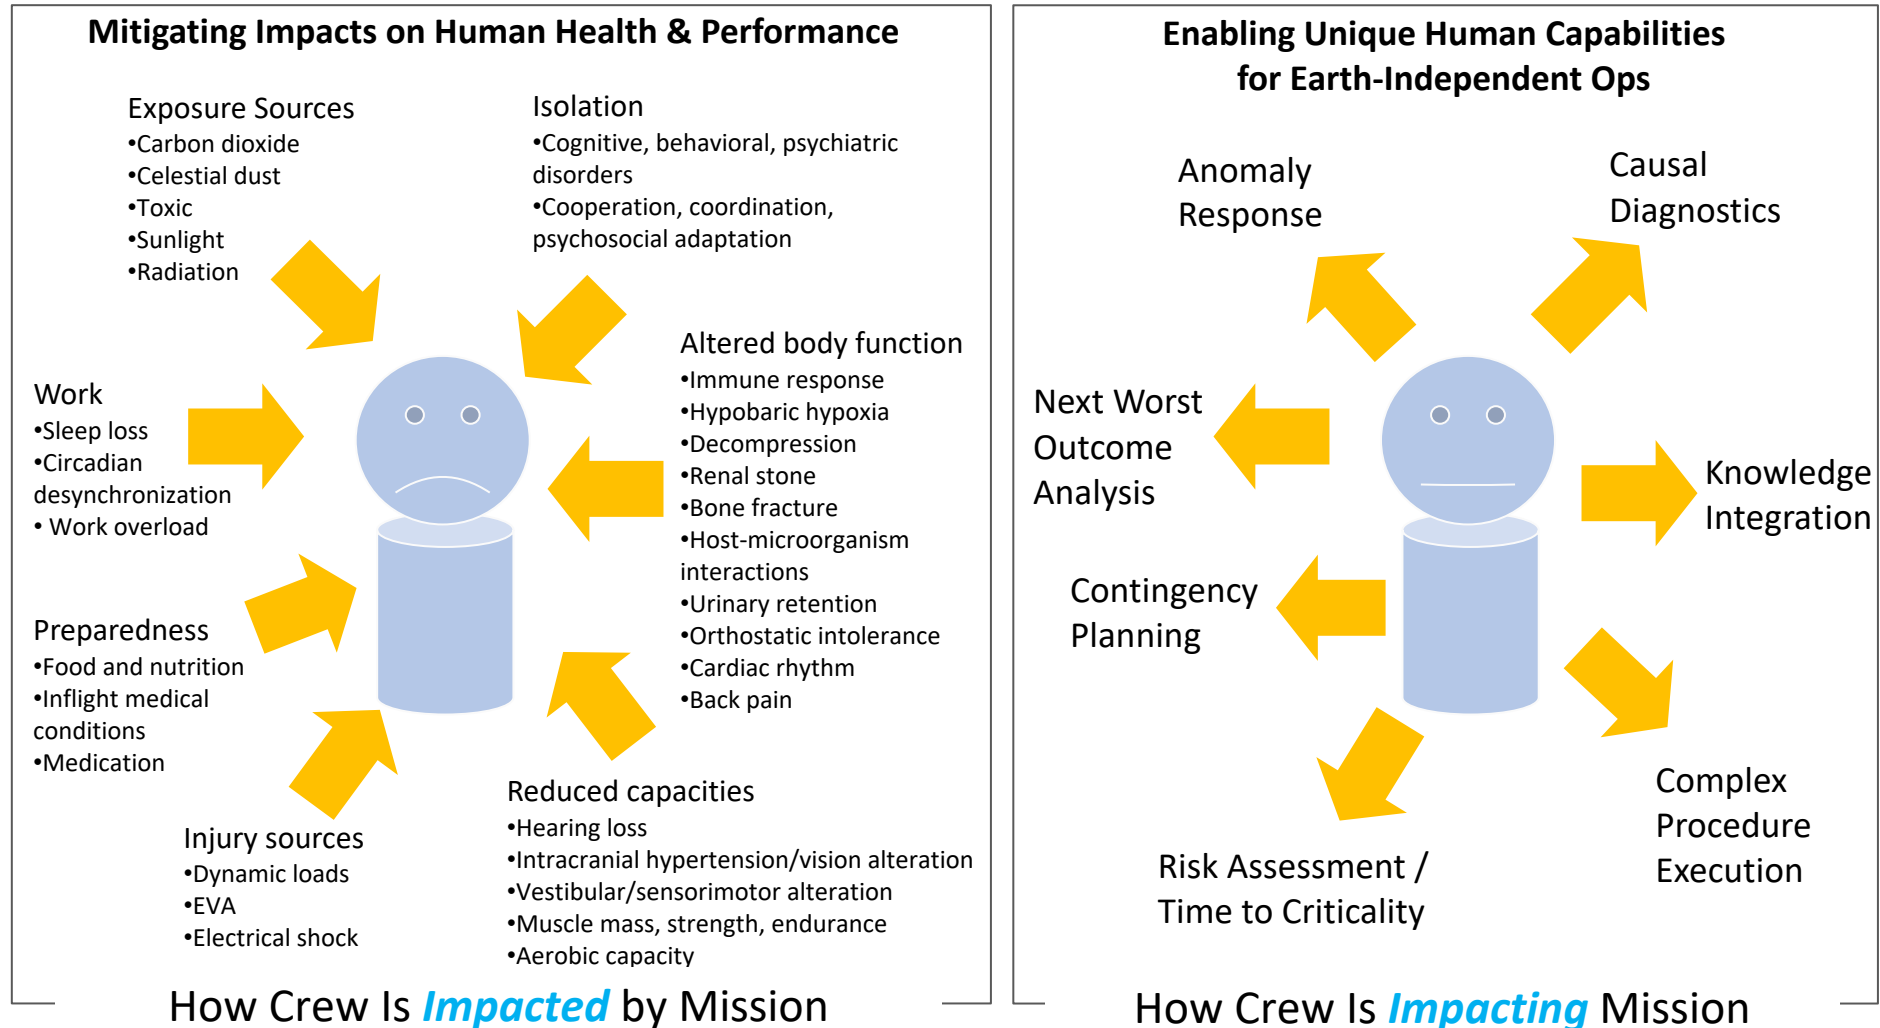 Mitigating Impacts on Human Health & Performance
Exposure Sources
•Carbon dioxide
•Celestial dust
•Toxic
•Sunlight
•Radiation
Isolation
•Cognitive, behavioral, psychiatric
disorders
•Cooperation, coordination,
psychosocial adaptation
Work
•Sleep loss
•Circadian
desynchronization
• Work overload
Altered body function
•Immune response
•Hypobaric hypoxia
•Decompression
•Renal stone
•Bone fracture
•Host-microorganism
interactions
•Urinary retention
•Orthostatic intolerance
•Cardiac rhythm
•Back pain
Preparedness
•Food and nutrition
•Inflight medical
conditions
•Medication
Injury sources
•Dynamic loads
•EVA
•Electrical shock
Reduced capacities
•Hearing loss
•Intracranial hypertension/vision alteration
•Vestibular/sensorimotor alteration
•Muscle mass, strength, endurance
•Aerobic capacity
How Crew Is Impacted by Mission
Enabling Unique Human Capabilities
for Earth-Independent Ops
Anomaly
Response
Causal
Diagnostics
Next Worst
Outcome
Analysis
Knowledge
Integration
Contingency
Planning
Complex
Procedure
Execution
Risk Assessment /
Time to Criticality
How Crew Is Impacting Mission